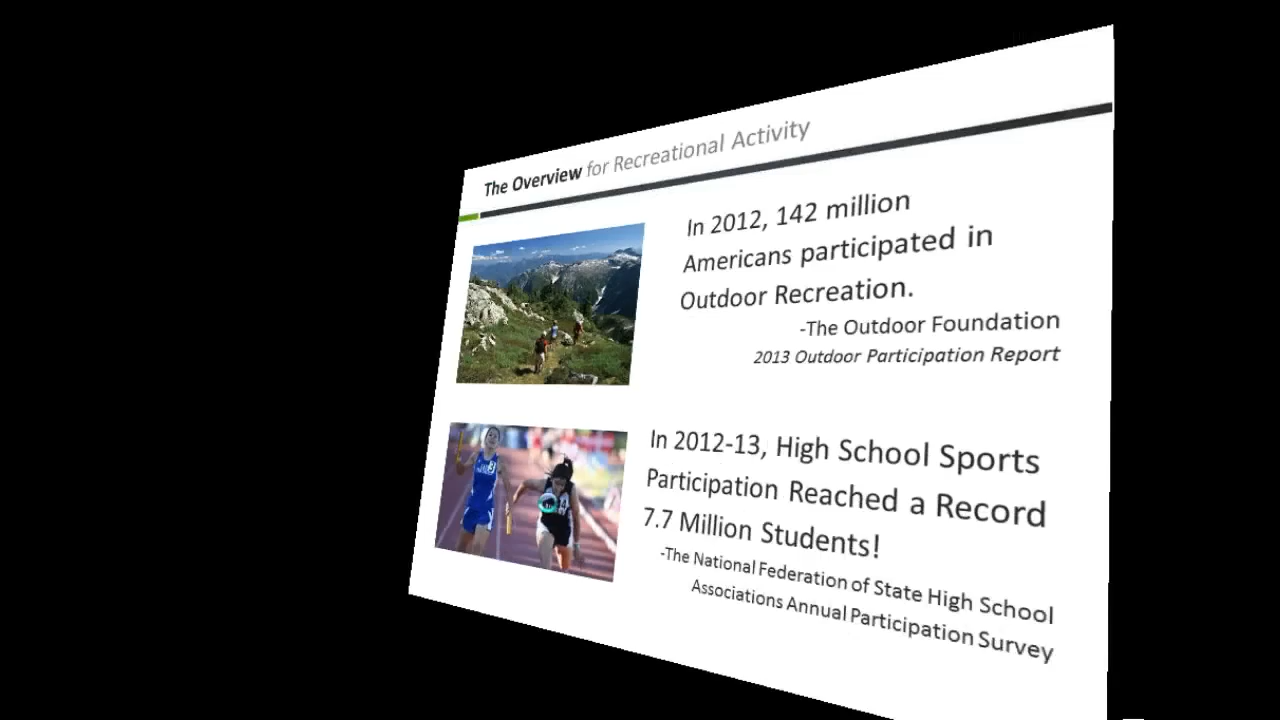 The Overview for Recreational Activity
In 2012, 142 million
Americans participated in
Outdoor Recreation.
-The Outdoor Foundation
2013 Outdoor Participation Report
In 2012-13, High School Sports
Participation Reached a Record
7.7 Million Students!
-The National Federation of State High School
Associations Annual Participation Survey